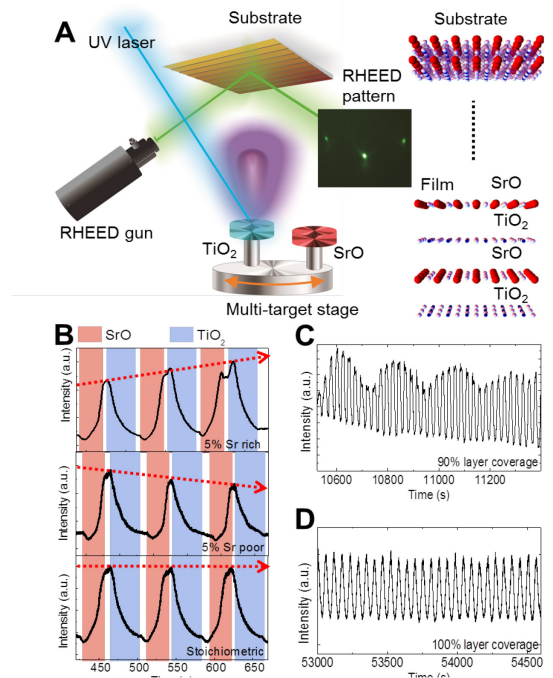 A
Substrate
UV laser
RHEED
pattern
RHEED gun
TiO2
SrO
Multi-target stage
Substrate
Film
SrO
TiO2
SrO
TiO2
B
SrO
TiO2
Intensity (a.u.)
5% Sr rich
Intensity (a.u.)
5% Sr poor
Intensity (a.u.)
Stoichiometric
450
500
550
600
650
C
Intensity (a.u.)
90% layer coverage
10600
10800
11000
11200
Time (s)
D
Intensity (a.u.)
100% layer coverage
53000
53500
54000
54500
Time (s)